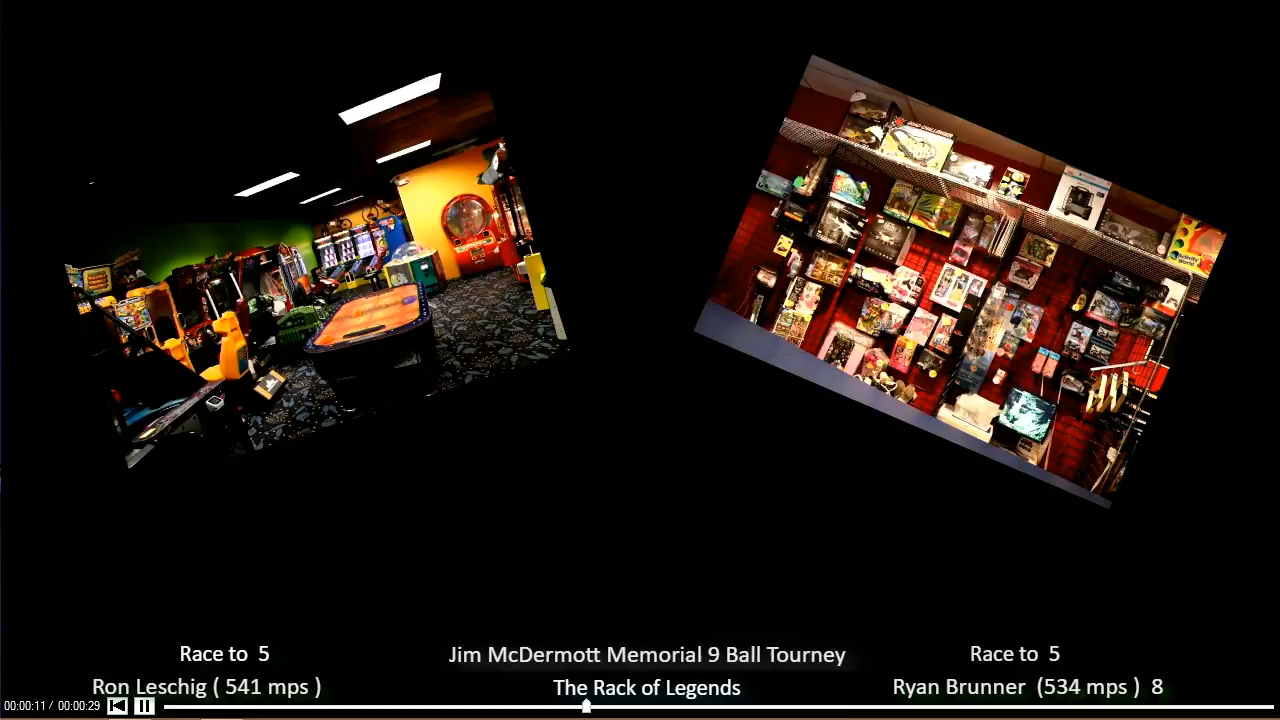 Race to 5
Jim McDermott Memorial 9 Ball Tourney
Race to 5
Ron Leschig ( 541 mps )
The Rack of Legends
Ryan Brunner (534 mps ) 8
00:00:11 / 00:00:29